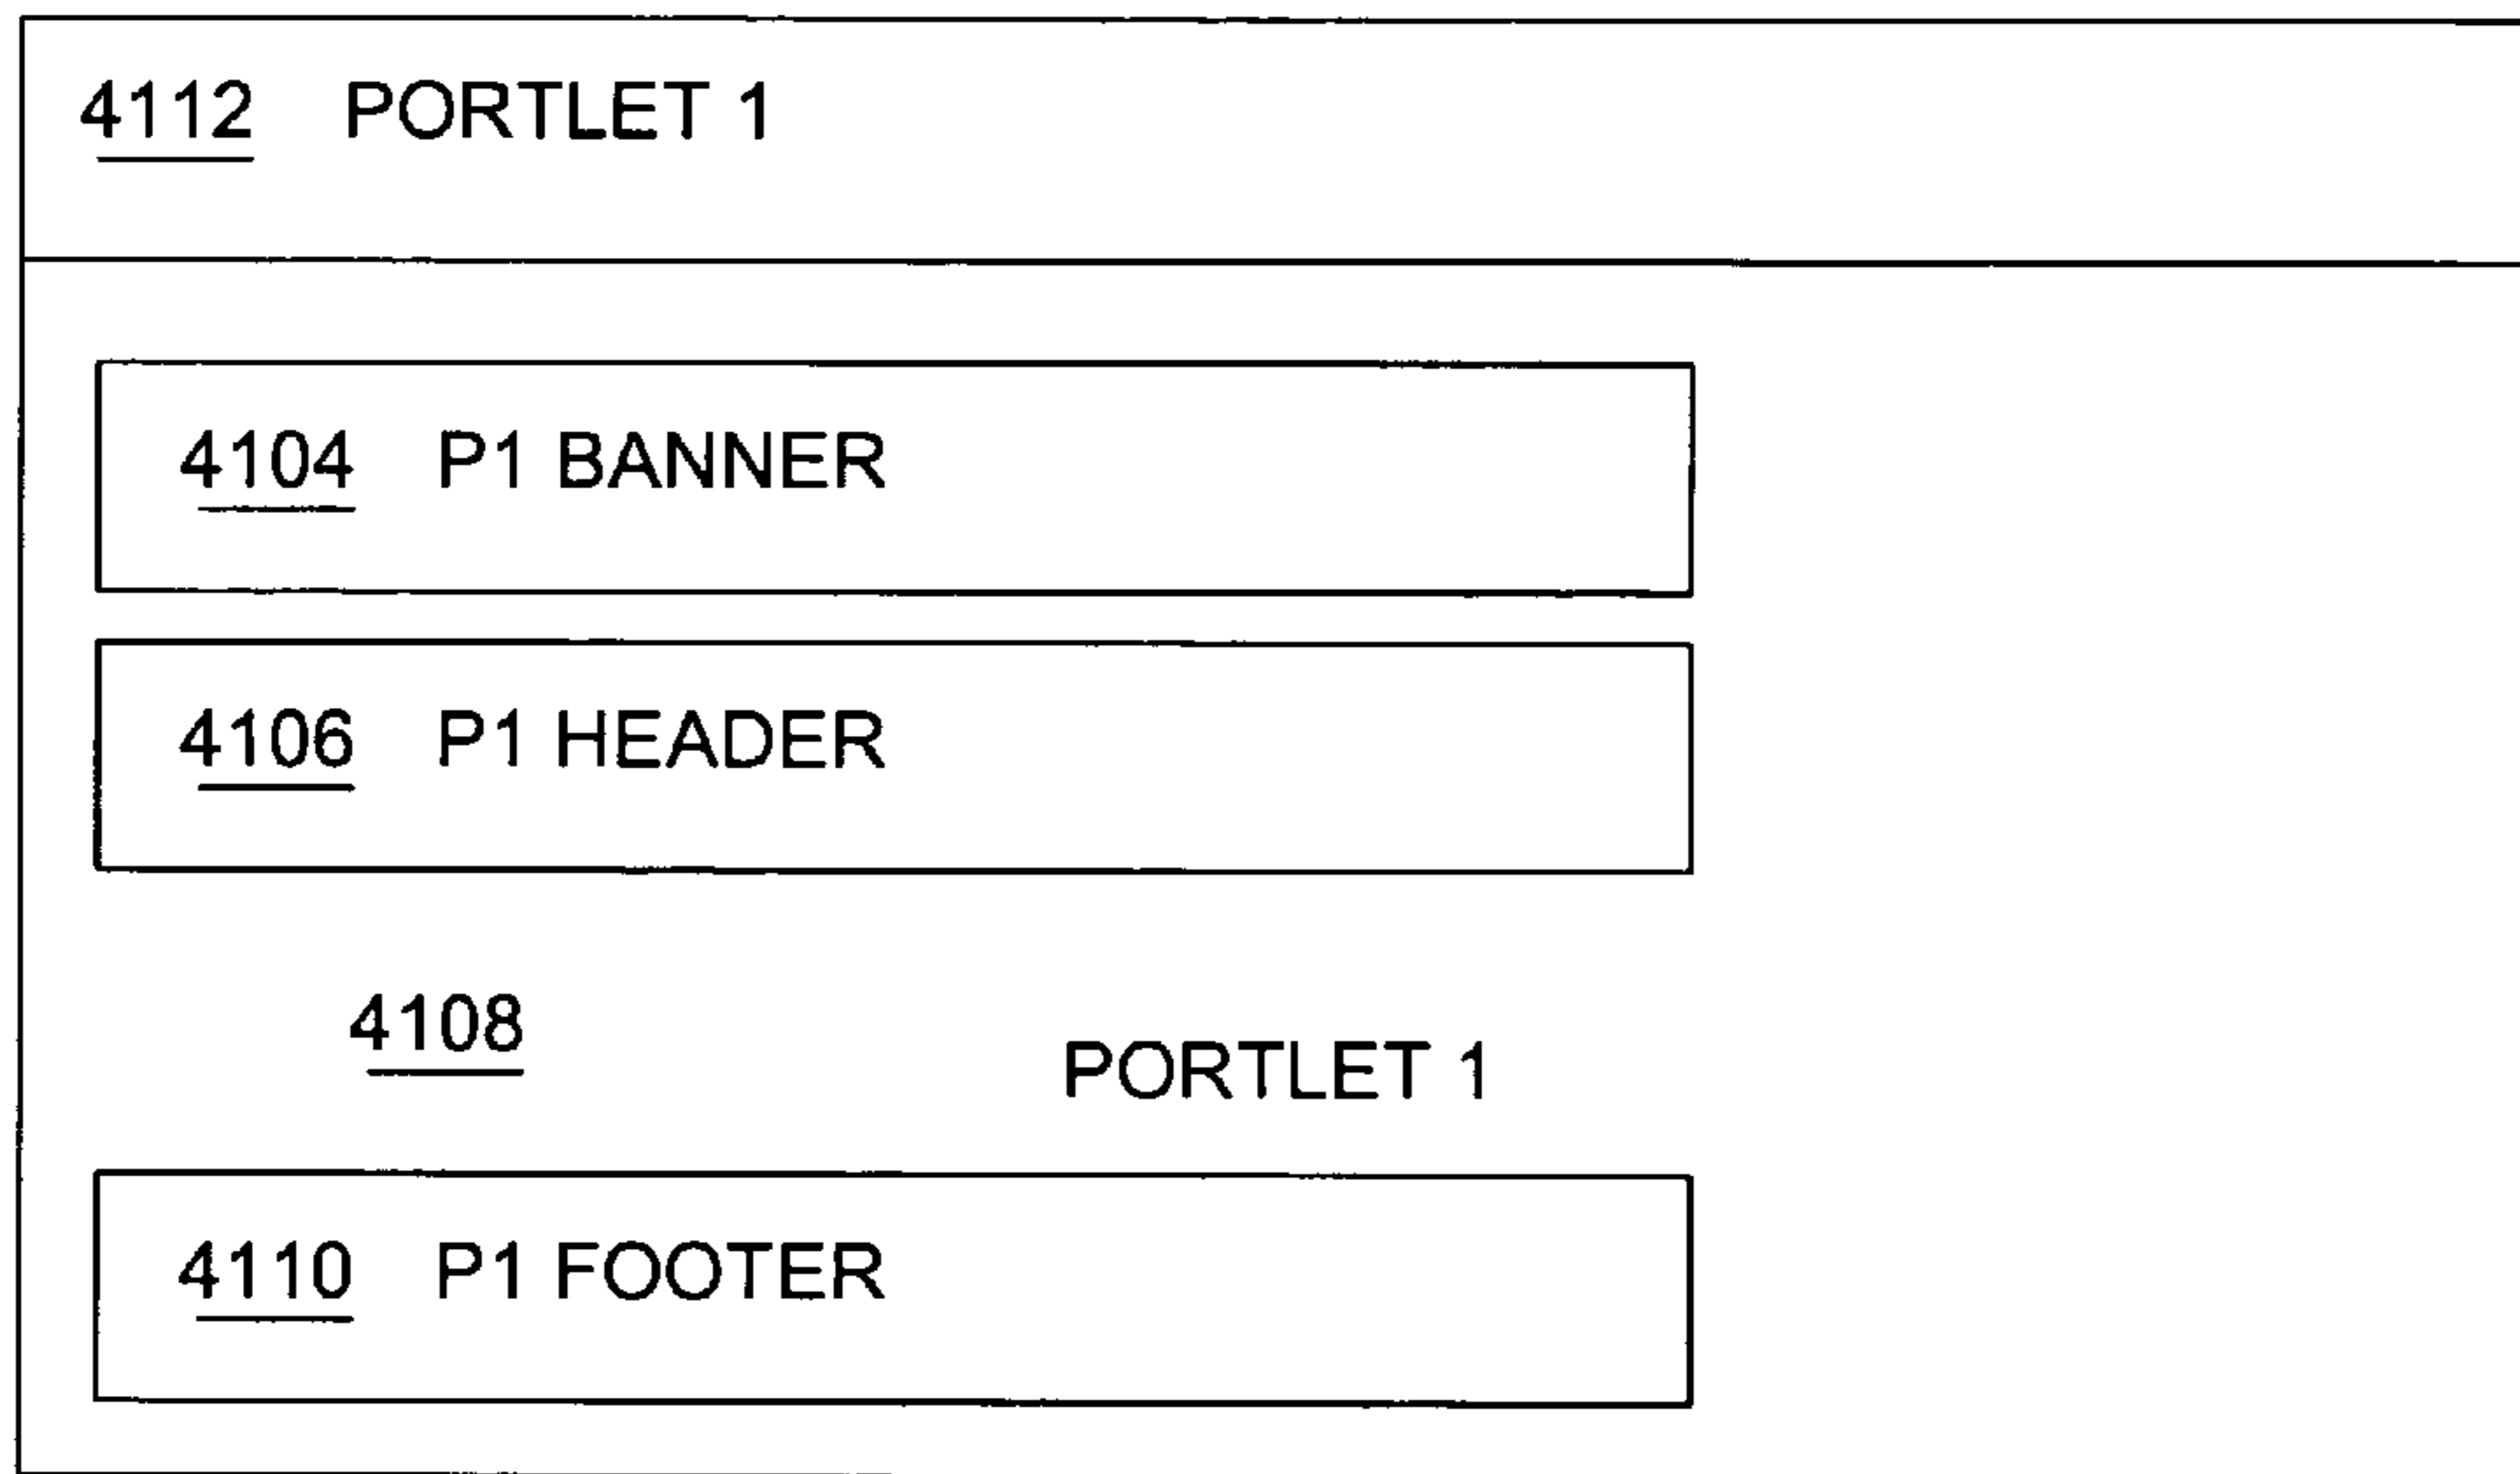 4112 PORTLET 1
4104 P1 BANNER
4106 P1 HEADER
4108
PORTLET 1
4110 P1 FOOTER